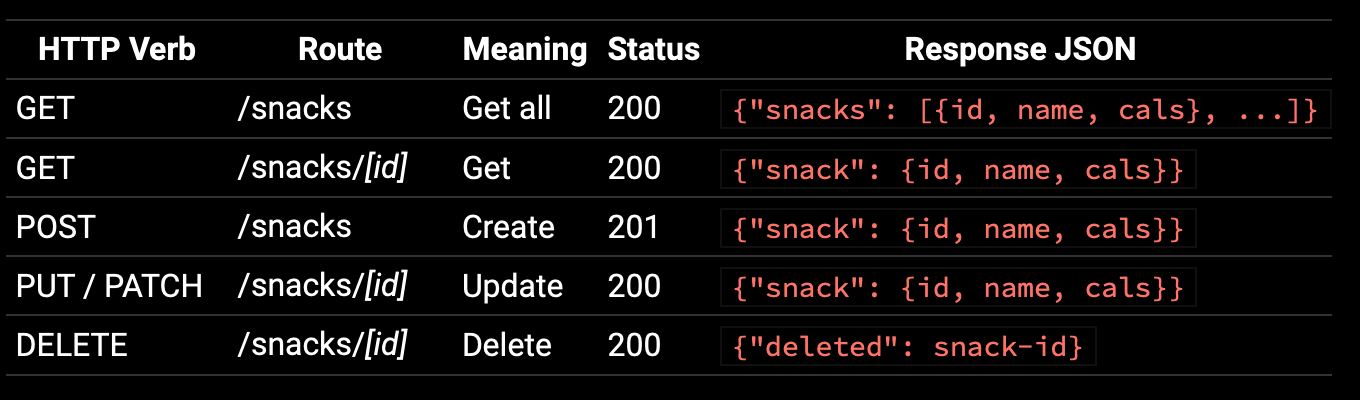 HTTP Verb Route Meaning Status Response JSON
GET /snacks Get all 200 {"snacks": [{id, name, cals}, ...]}
GET /snacks/[id] Get 200 {"snack": {id, name, cals}}
POST /snacks Create 201 {"snack": {id, name, cals}}
PUT / PATCH /snacks/[id] Update 200 {"snack": {id, name, cals}}
DELETE /snacks/[id] Delete 200 {"deleted": snack-id}